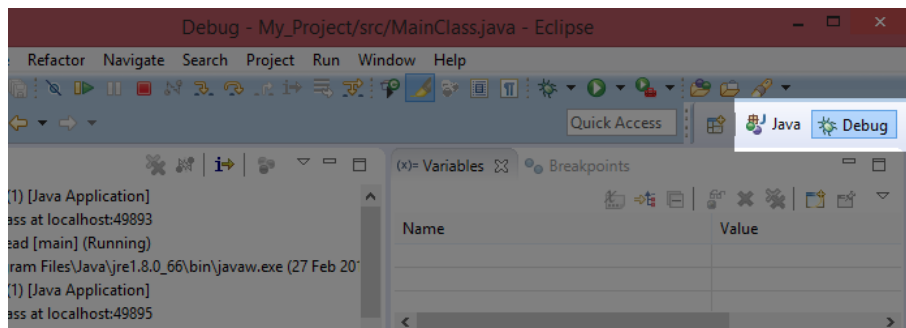 Debug - My_Project/src/MainClass.java - Eclipse
Refactor Navigate Search Project Run Window Help
Quick Access Java Debug
(x)= Variables Breakpoints
(1) [Java Application]
ass at localhost:49893
Name Value
ead [main] (Running)
ram Files\Java\jre1.8.0_66\bin\javaw.exe (27 Feb 20
(1) [Java Application]
ass at localhost:49895